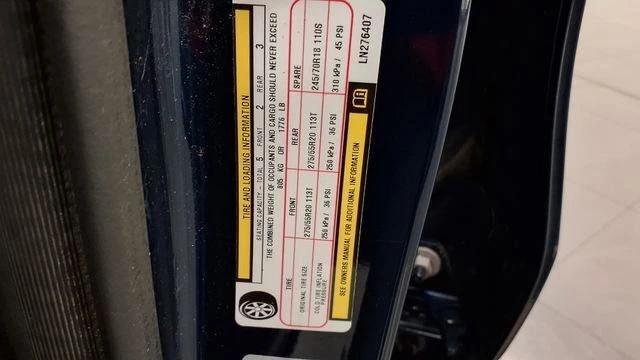 TIRE AND LOADING INFORMATION
SEATING CAPACITY - TOTAL 5 FRONT 2 REAR 3
THE COMBINED WEIGHT OF OCCUPANTS AND CARGO SHOULD NEVER EXCEED
805 KG OR 1776 LB
TIRE FRONT REAR SPARE
ORIGINAL TIRE SIZE 275/55R20 113T 275/55R20 113T 245/70R18 110S
COLD TIRE INFLATION PRESSURE 250 kPa / 36 PSI 250 kPa / 36 PSI 310 kPa / 45 PSI
SEE OWNERS MANUAL FOR ADDITIONAL INFORMATION
LN276407